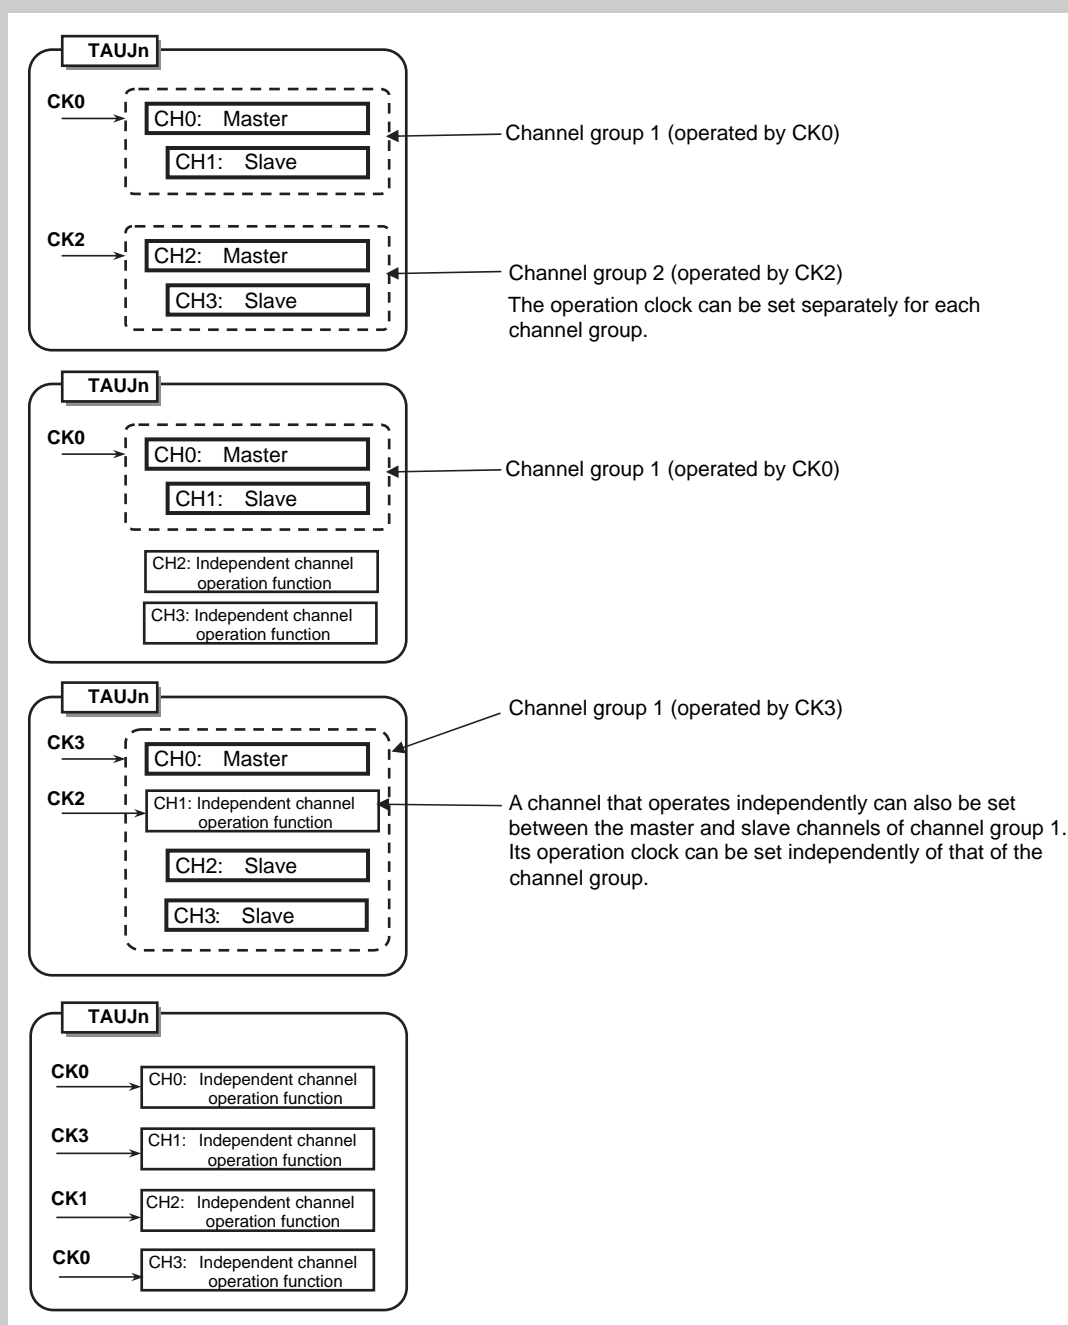 TAUJn
CK0
CH0: Master
CH1: Slave
Channel group 1 (operated by CK0)
CK2
CH2: Master
CH3: Slave
Channel group 2 (operated by CK2)
The operation clock can be set separately for each
channel group.
TAUJn
CK0
CH0: Master
CH1: Slave
Channel group 1 (operated by CK0)
CH2: Independent channel
operation function
CH3: Independent channel
operation function
TAUJn
Channel group 1 (operated by CK3)
CK3
CH0: Master
CK2
CH1: Independent channel
operation function
A channel that operates independently can also be set
between the master and slave channels of channel group 1.
Its operation clock can be set independently of that of the
channel group.
CH2: Slave
CH3: Slave
TAUJn
CK0
CH0: Independent channel
operation function
CK3
CH1: Independent channel
operation function
CK1
CH2: Independent channel
operation function
CK0
CH3: Independent channel
operation function